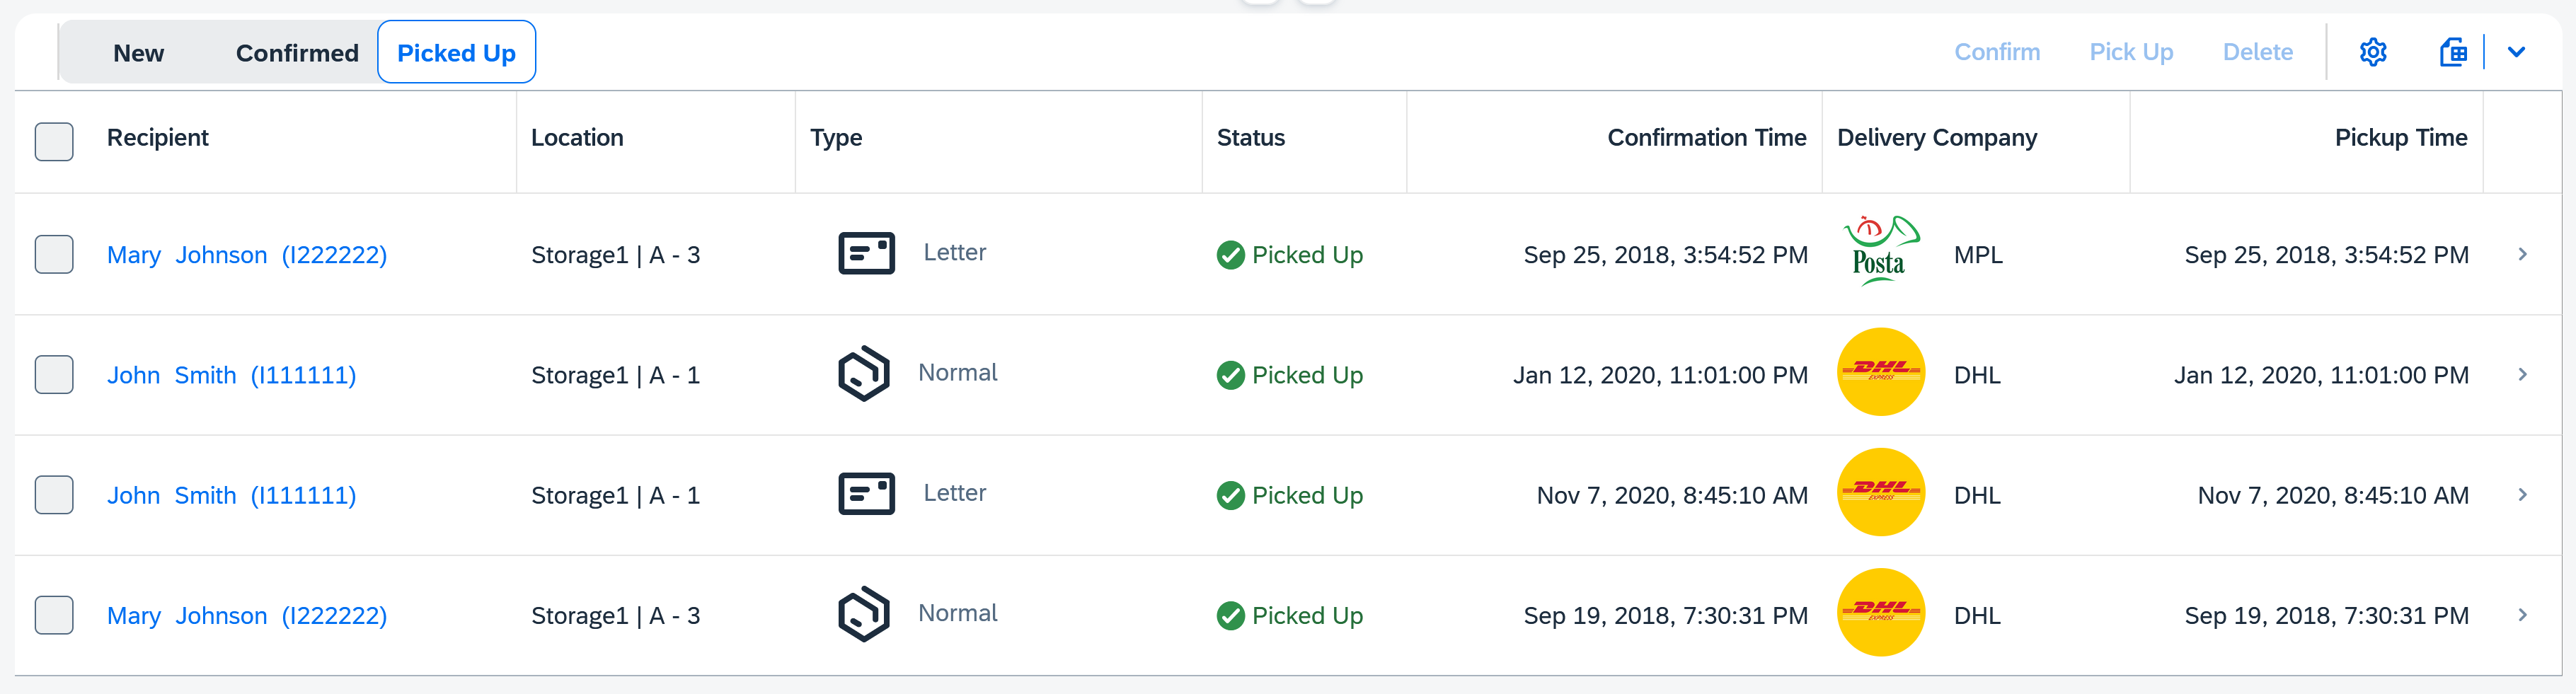 New Confirmed Picked Up Confirm Pick Up Delete
Recipient Location Type Status Confirmation Time Delivery Company Pickup Time
Mary Johnson (I222222) Storage1 | A - 3 Letter Picked Up Sep 25, 2018, 3:54:52 PM Posta MPL Sep 25, 2018, 3:54:52 PM
John Smith (I111111) Storage1 | A - 1 Normal Picked Up Jan 12, 2020, 11:01:00 PM DHL EXPRESS DHL Jan 12, 2020, 11:01:00 PM
John Smith (I111111) Storage1 | A - 1 Letter Picked Up Nov 7, 2020, 8:45:10 AM DHL EXPRESS DHL Nov 7, 2020, 8:45:10 AM
Mary Johnson (I222222) Storage1 | A - 3 Normal Picked Up Sep 19, 2018, 7:30:31 PM DHL EXPRESS DHL Sep 19, 2018, 7:30:31 PM